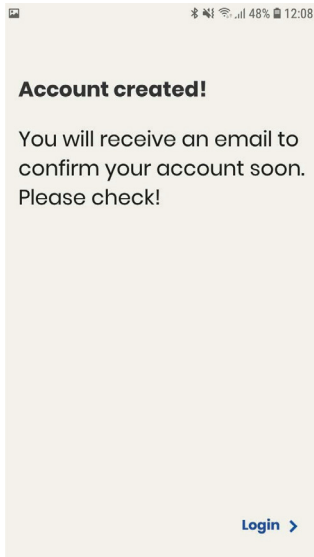 48% 12:08
Account created!
You will receive an email to
confirm your account soon.
Please check!
Login